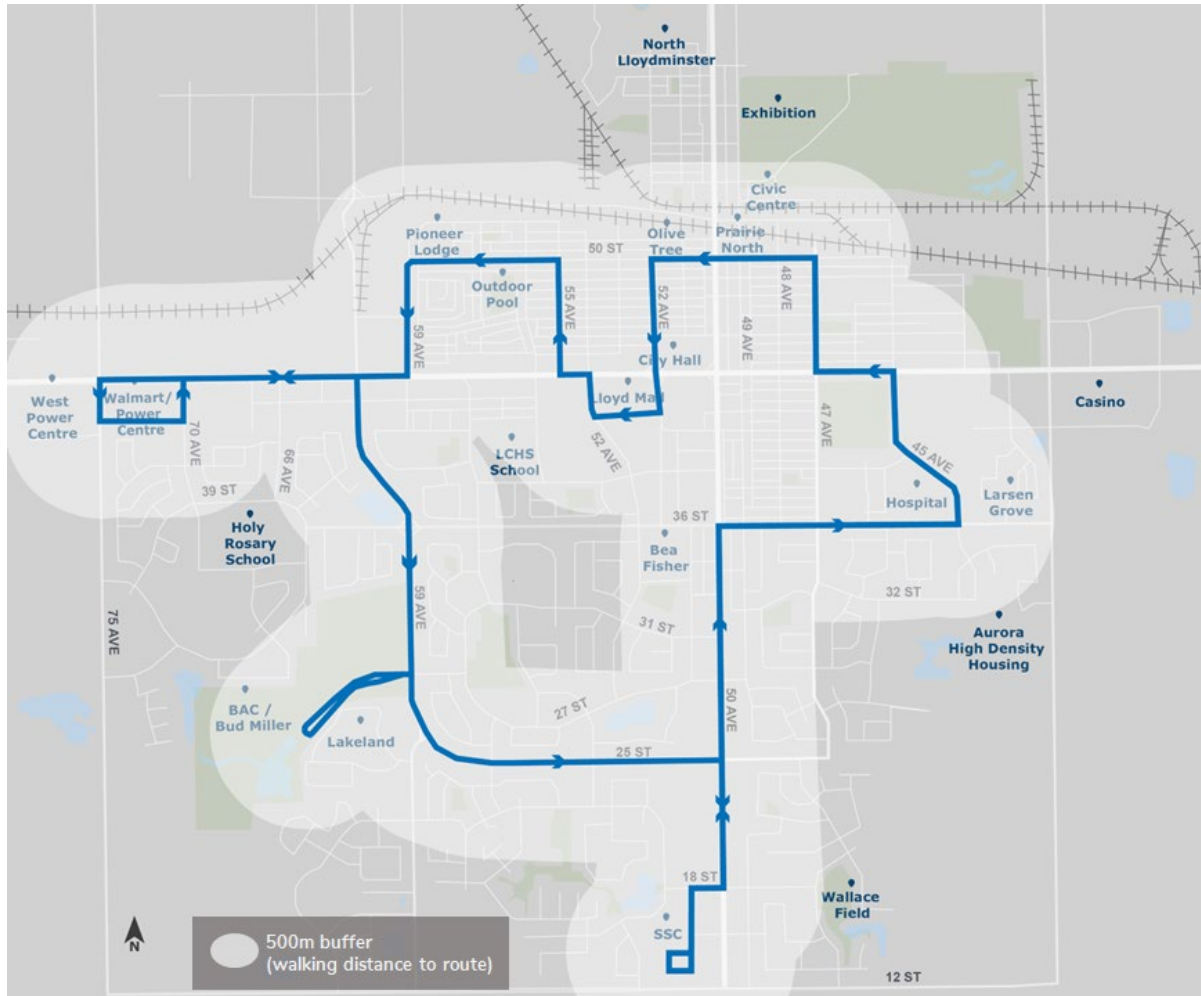 North
Lloydminster
Exhibition
Civic
Centre
Pioneer
Lodge
Olive
Tree
Prairie
North
50 ST
Outdoor
Pool
55 AVE
52 AVE
48 AVE
59 AVE
49 AVE
City Hall
West
Power
Centre
Walmart/
Power
Centre
Lloyd Mall
Casino
70 AVE
66 AVE
LCHS
School
52 AVE
47 AVE
45 AVE
39 ST
Hospital
Larsen
Grove
Holy
Rosary
School
36 ST
Bea
Fisher
32 ST
75 AVE
59 AVE
31 ST
Aurora
High Density
Housing
BAC /
Bud Miller
Lakeland
27 ST
50 AVE
25 ST
18 ST
Wallace
Field
SSC
N
500m buffer
(walking distance to route)
12 ST